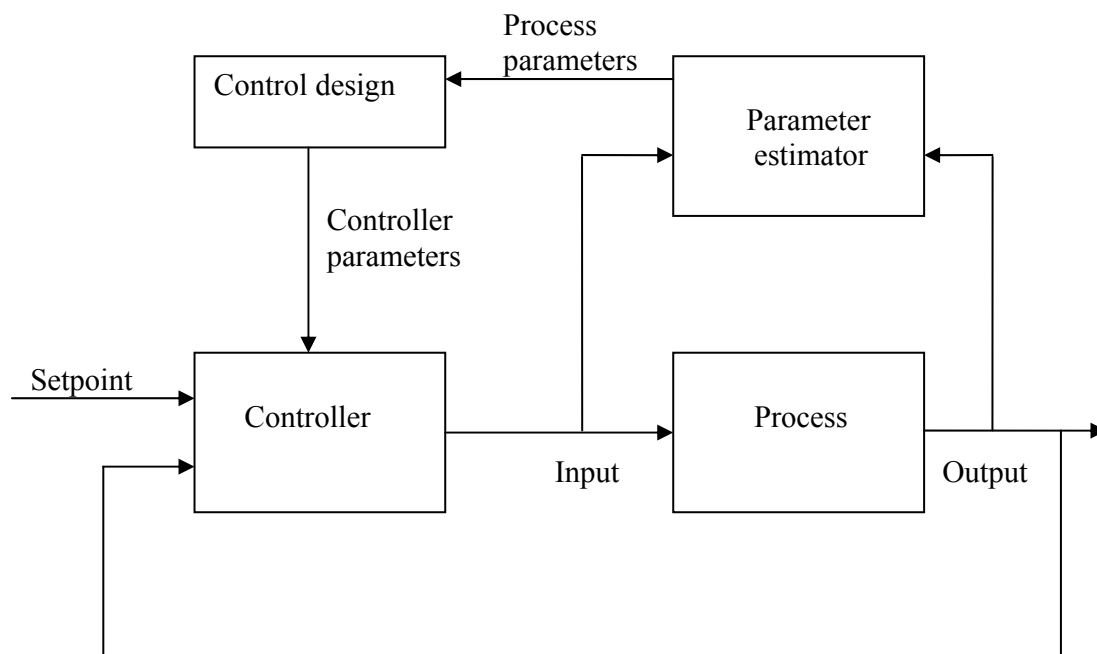 Process
parameters
Control design
Parameter
estimator
Controller
parameters
Setpoint
Controller
Process
Input
Output